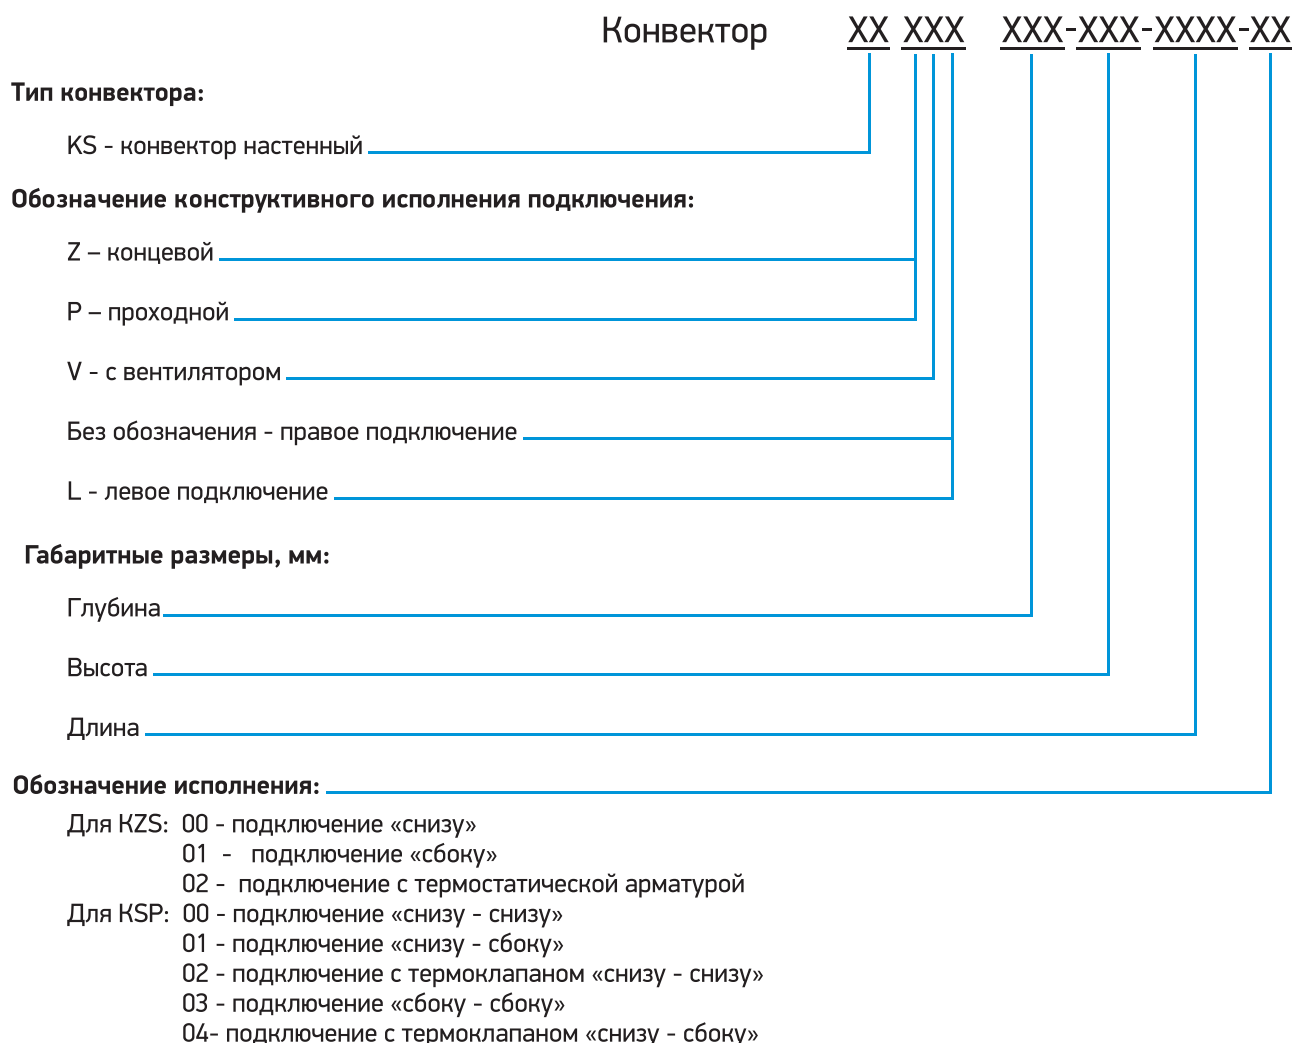 Конвектор XX XXX XXX-XXX-XXXX-XX
Тип конвектора:
KS - конвектор настенный
Обозначение конструктивного исполнения подключения:
Z – концевой
P – проходной
V - с вентилятором
Без обозначения - правое подключение
L - левое подключение
Габаритные размеры, мм:
Глубина
Высота
Длина
Обозначение исполнения:
Для KZS: 00 - подключение «снизу»
01 - подключение «сбоку»
02 - подключение с термостатической арматурой
Для KSP: 00 - подключение «снизу - снизу»
01 - подключение «снизу - сбоку»
02 - подключение с термоклапаном «снизу - снизу»
03 - подключение «сбоку - сбоку»
04- подключение с термоклапаном «снизу - сбоку»